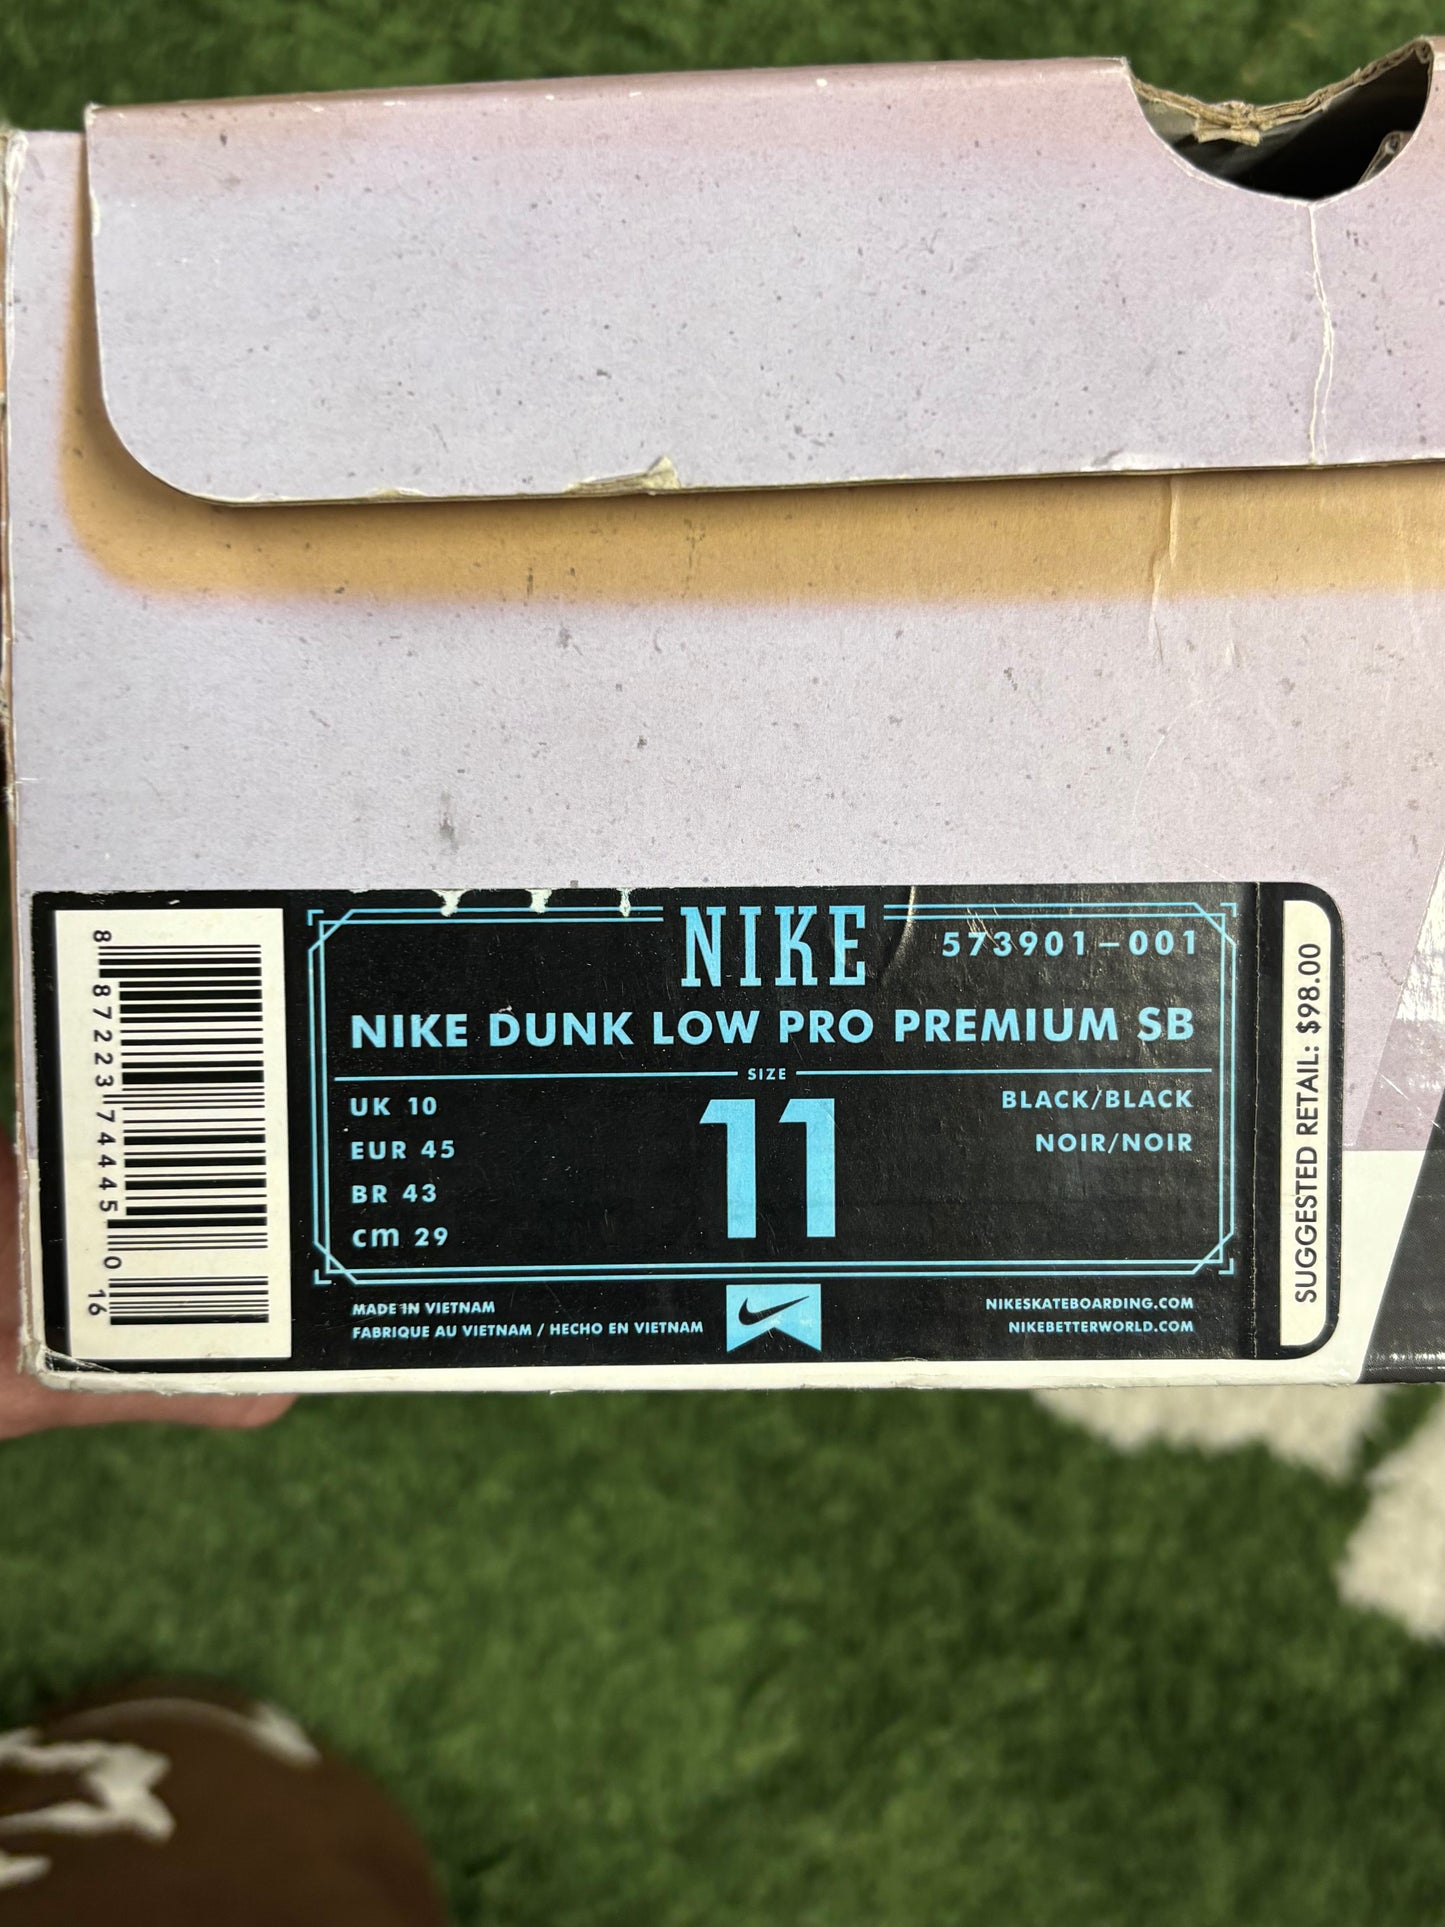 NIKE
573901-001
NIKE DUNK LOW PRO PREMIUM SB
SIZE
UK 10
EUR 45
BR 43
cm 29
11
BLACK/BLACK
NOIR/NOIR
MADE IN VIETNAM
FABRIQUE AU VIETNAM / HECHO EN VIETNAM
NIKESKATEBOARDING.COM
NIKEBETTERWORLD.COM
8 87223 74445 0 16
SUGGESTED RETAIL: $98.00